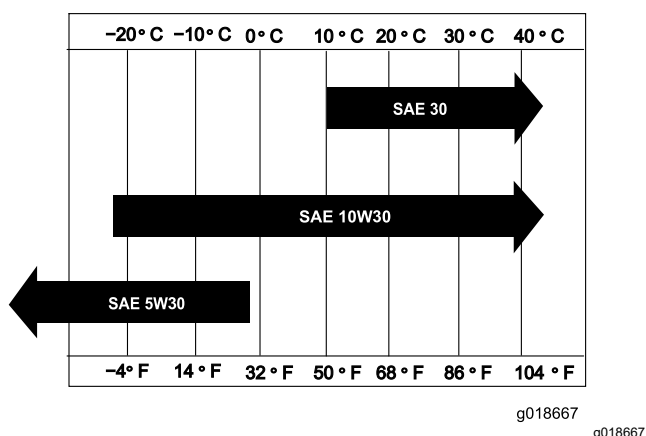 −20° C −10° C 0° C 10° C 20° C 30° C 40° C
SAE 30
SAE 10W30
SAE 5W30
−4° F 14° F 32° F 50° F 68° F 86° F 104 °F
g018667
g018667